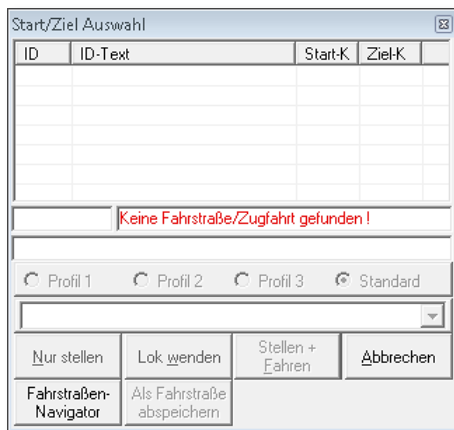 Start/Ziel Auswahl
ID ID-Text Start-K Ziel-K
Keine Fahrstraße/Zugfahrt gefunden !
Profil 1 Profil 2 Profil 3 Standard
Nur stellen Lok wenden Stellen + Fahren Abbrechen
Fahrstraßen-Navigator Als Fahrstraße abspeichern